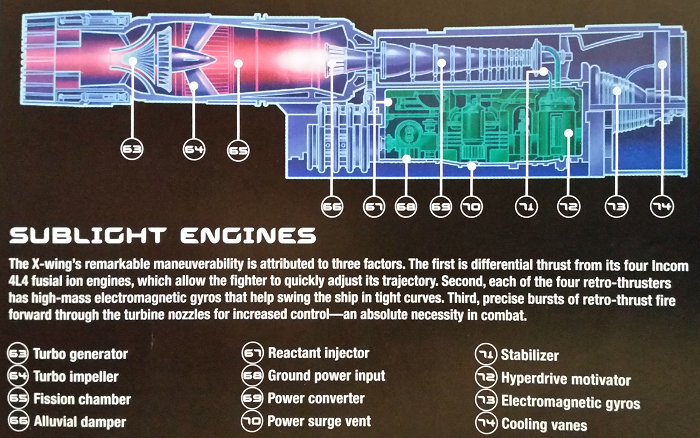 63 64 65
66 67 68 69 70 71 72 73 74
SUBLIGHT ENGINES
The X-wing's remarkable maneuverability is attributed to three factors. The first is differential thrust from its four Incom
4L4 fusial ion engines, which allow the fighter to quickly adjust its trajectory. Second, each of the four retro-thrusters
has high-mass electromagnetic gyros that help swing the ship in tight curves. Third, precise bursts of retro-thrust fire
forward through the turbine nozzles for increased control—an absolute necessity in combat.
63 Turbo generator
64 Turbo impeller
65 Fission chamber
66 Alluvial damper
67 Reactant injector
68 Ground power input
69 Power converter
70 Power surge vent
71 Stabilizer
72 Hyperdrive motivator
73 Electromagnetic gyros
74 Cooling vanes